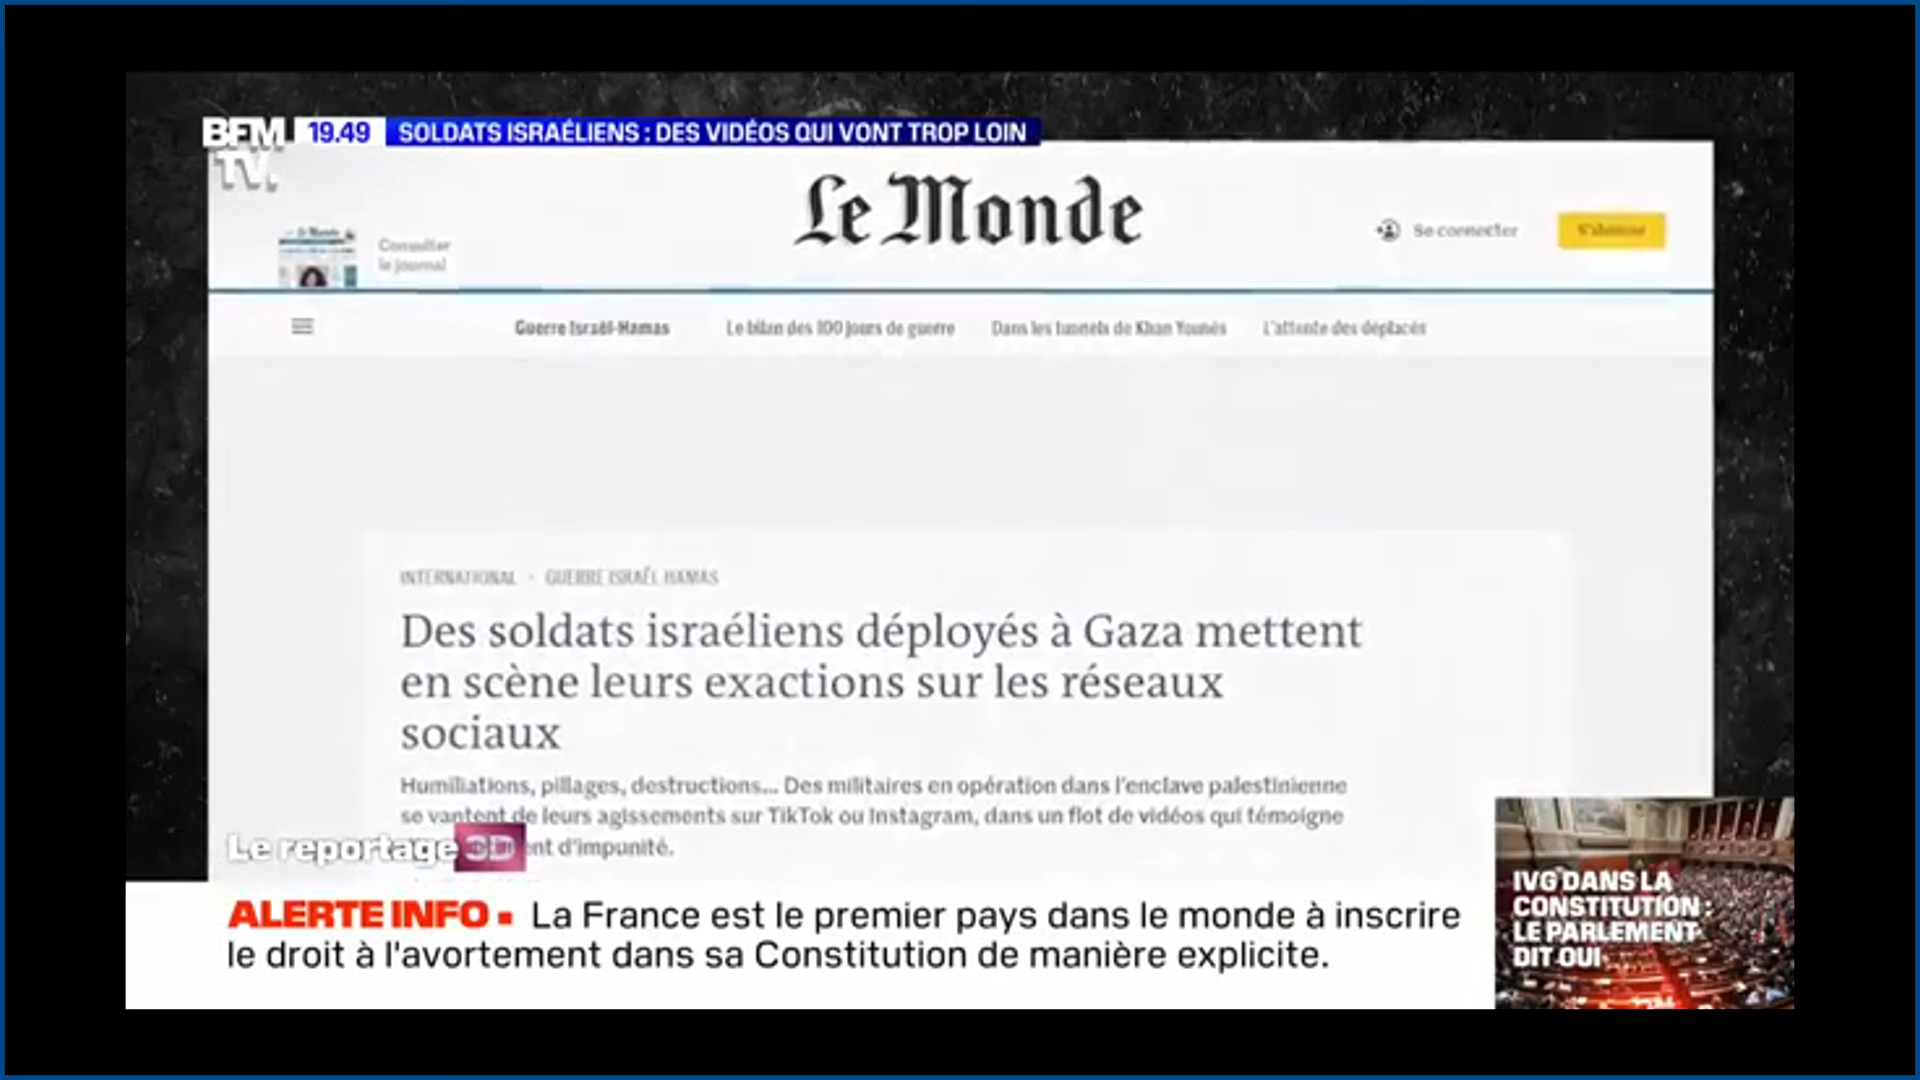 BFM
TV.
19.49
SOLDATS ISRAÉLIENS : DES VIDÉOS QUI VONT TROP LOIN
Le Monde
Consulter
le journal
Se connecter
S'abonner
Guerre Israël-Hamas
Le bilan des 100 jours de guerre
Dans les tunnels de Khan Younès
L'attente des déplacés
INTERNATIONAL • GUERRE ISRAËL HAMAS
Des soldats israéliens déployés à Gaza mettent
en scène leurs exactions sur les réseaux
sociaux
Humiliations, pillages, destructions... Des militaires en opération dans l'enclave palestinienne
se vantent de leurs agissements sur TikTok ou Instagram, dans un flot de vidéos qui témoigne
nt d'impunité.
Le reportage 3D
ALERTE INFO ▪ La France est le premier pays dans le monde à inscrire
le droit à l'avortement dans sa Constitution de manière explicite.
IVG DANS LA
CONSTITUTION :
LE PARLEMENT
DIT OUI